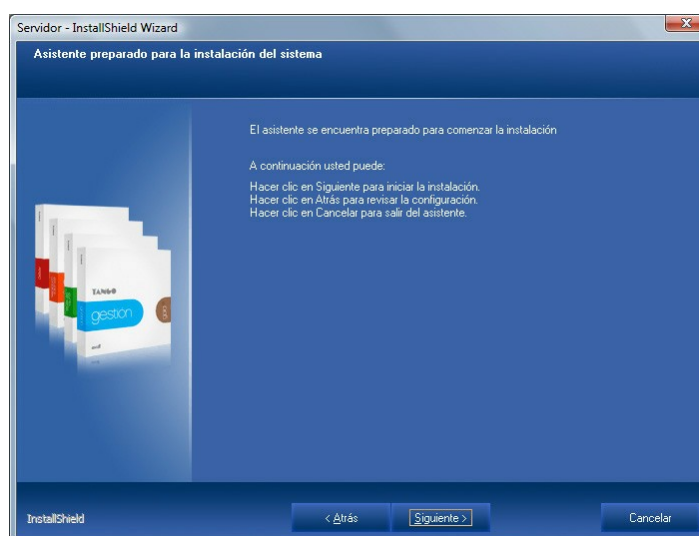 Servidor - InstallShield Wizard
Asistente preparado para la instalación del sistema
El asistente se encuentra preparado para comenzar la instalación
A continuación usted puede:
Hacer clic en Siguiente para iniciar la instalación.
Hacer clic en Atrás para revisar la configuración.
Hacer clic en Cancelar para salir del asistente.
TANGO
gestion
InstallShield
< Atrás
Siguiente >
Cancelar